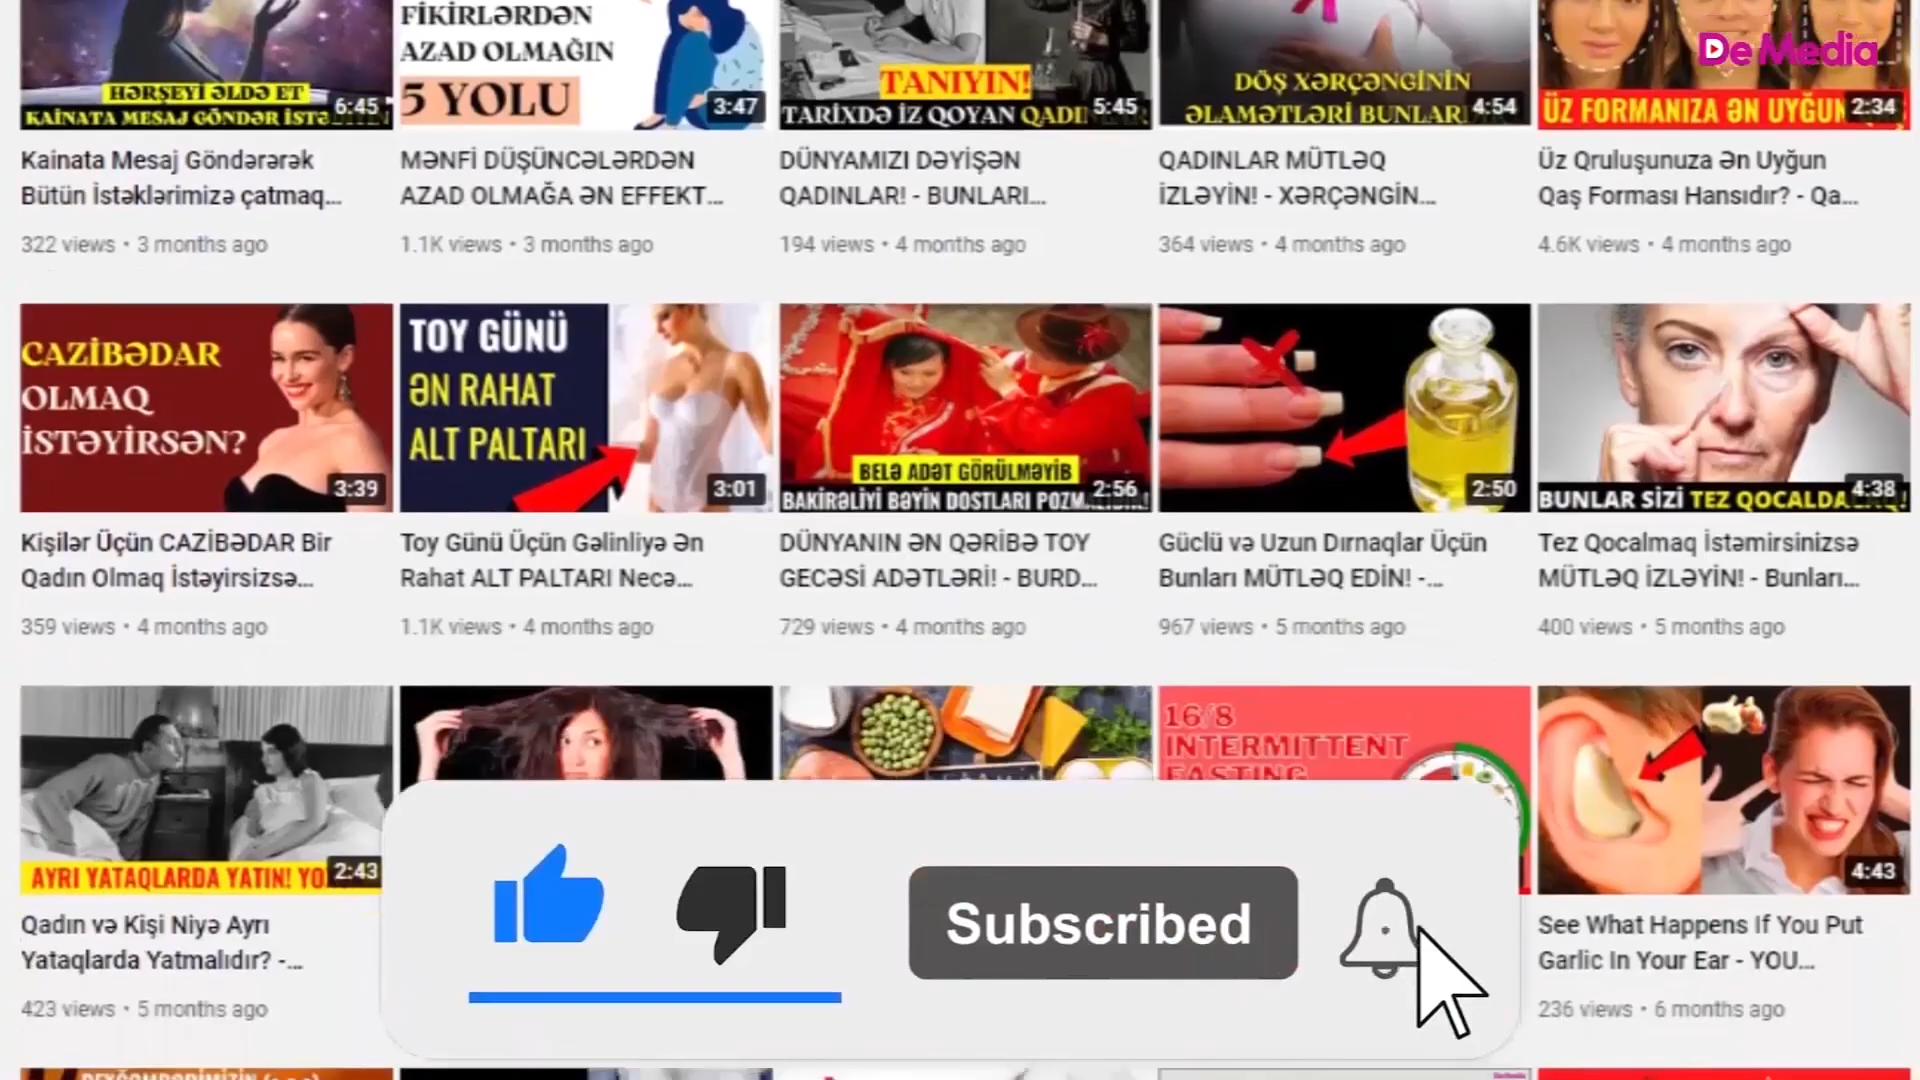 De Media
HƏRŞEYİ ƏLDƏ ET
KAİNATA MESAJ GÖNDƏR
6:45
FİKİRLƏRDƏN
AZAD OLMAĞIN
5 YOLU
3:47
TANIYIN!
TARİXDƏ İZ QOYAN
5:45
DÖŞ XƏRÇƏNGİNİN
ƏLAMƏTLƏRİ BUNLAR
4:54
ÜZ FORMANIZA ƏN UYĞUN
2:34
Kainata Mesaj Göndərərək
Bütün İstəklərimizə çatmaq...
322 views • 3 months ago
MƏNFİ DÜŞÜNCƏLƏRDƏN
AZAD OLMAĞA ƏN EFFEKT...
1.1K views • 3 months ago
DÜNYAMIZI DƏYİŞƏN
QADINLAR! - BUNLARI...
194 views • 4 months ago
QADINLAR MÜTLƏQ
İZLƏYİN! - XƏRÇƏNGİN...
364 views • 4 months ago
Üz Qruluşunuza Ən Uyğun
Qaş Forması Hansıdır? - Qa...
4.6K views • 4 months ago
CAZİBƏDAR
OLMAQ
İSTƏYİRSƏN?
3:39
TOY GÜNÜ
ƏN RAHAT
ALT PALTARI
3:01
BELƏ ADƏT GÖRÜLMƏYİB
BAKİRƏLİYİ BƏYİN DOSTLARI
2:56
2:50
BUNLAR SİZİ TEZ
4:38
Kişilər Üçün CAZİBƏDAR Bir
Qadın Olmaq İstəyirsizsə...
359 views • 4 months ago
Toy Günü Üçün Gəlinliyə Ən
Rahat ALT PALTARI Necə...
1.1K views • 4 months ago
DÜNYANIN ƏN QƏRİBƏ TOY
GECƏSİ ADƏTLƏRİ! - BURD...
729 views • 4 months ago
Güclü və Uzun Dırnaqlar Üçün
Bunları MÜTLƏQ EDİN! -...
967 views • 5 months ago
Tez Qocalmaq İstəmirsinizsə
MÜTLƏQ İZLƏYİN! - Bunları...
400 views • 5 months ago
AYRI YATAQLARDA YATIN!
2:43
16/8
INTERMITTENT
FASTING
4:43
Qadın və Kişi Niyə Ayrı
Yataqlarda Yatmalıdır? -...
423 views • 5 months ago
Subscribed
See What Happens If You Put
Garlic In Your Ear - YOU...
236 views • 6 months ago